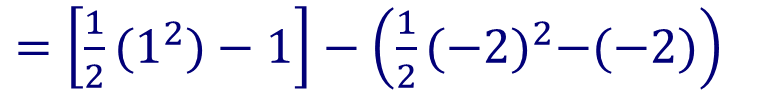 = [½ (1²) − 1] − (½ (−2)²−(−2))